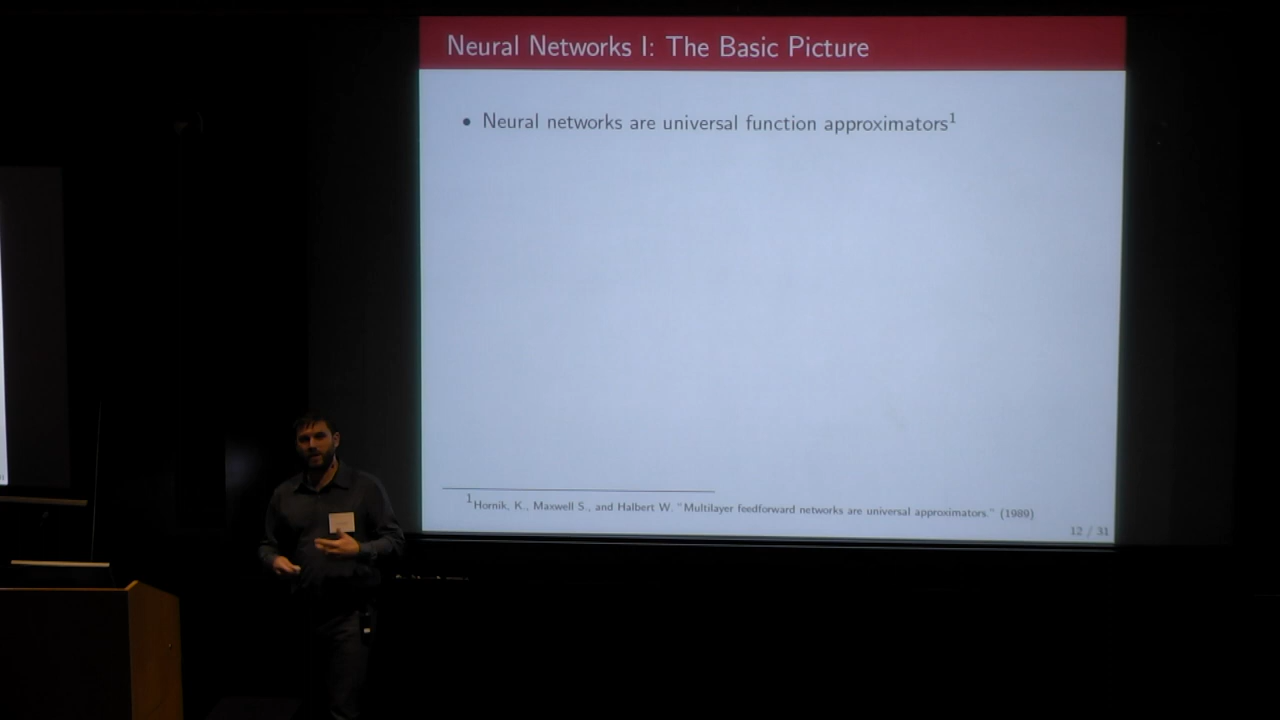 Neural Networks I: The Basic Picture
• Neural networks are universal function approximators¹
¹Hornik, K., Maxwell S., and Halbert W. "Multilayer feedforward networks are universal approximators." (1989)
12 / 31